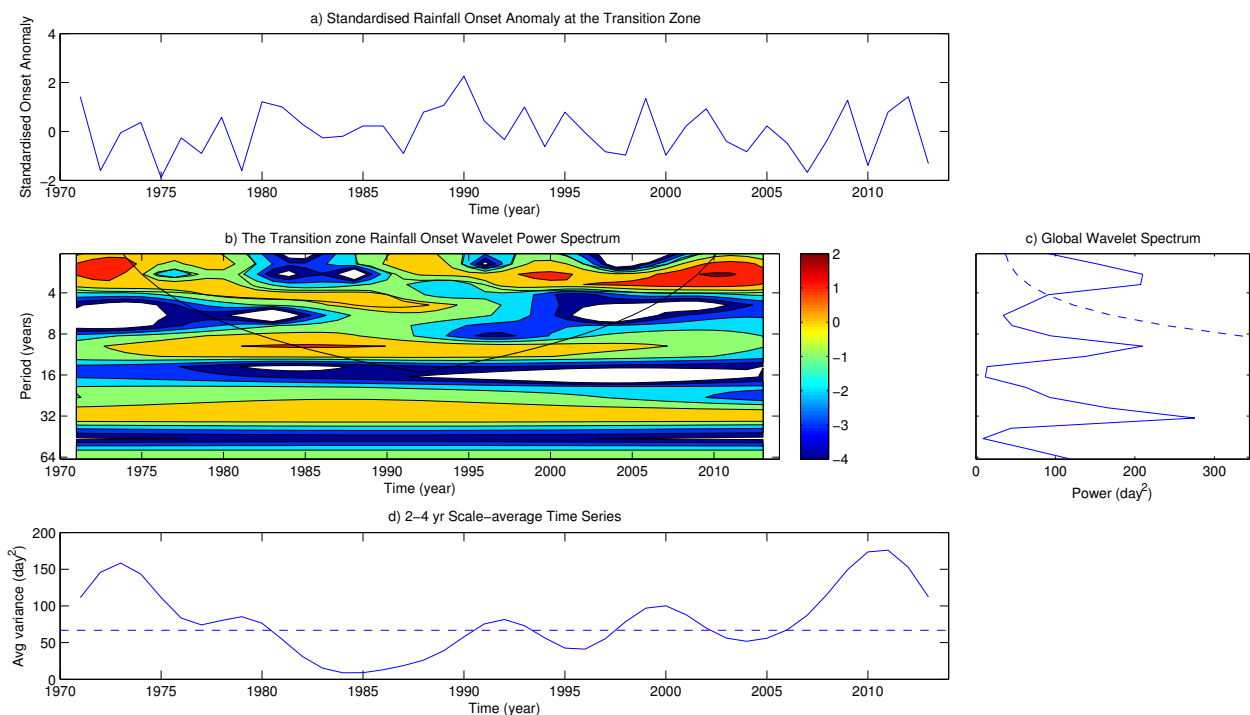 a) Standardised Rainfall Onset Anomaly at the Transition Zone
Standardised Onset Anomaly
4
2
0
−2
1970 1975 1980 1985 1990 1995 2000 2005 2010
Time (year)
b) The Transition zone Rainfall Onset Wavelet Power Spectrum
Period (years)
4
8
16
32
64
1970 1975 1980 1985 1990 1995 2000 2005 2010
Time (year)
2
1
0
−1
−2
−3
−4
c) Global Wavelet Spectrum
0 100 200 300
Power (day²)
d) 2−4 yr Scale−average Time Series
Avg variance (day²)
200
150
100
50
0
1970 1975 1980 1985 1990 1995 2000 2005 2010
Time (year)